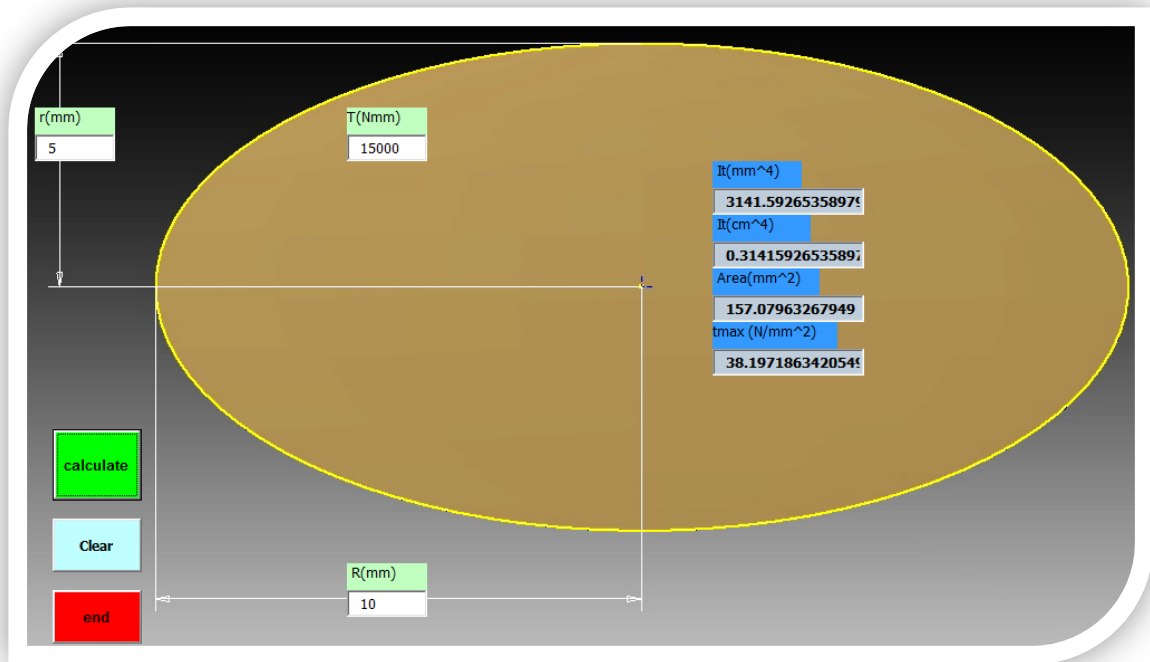 r(mm)
5
T(Nmm)
15000
It(mm^4)
3141.5926535897
It(cm^4)
0.3141592653589
Area(mm^2)
157.07963267949
tmax (N/mm^2)
38.197186342054
calculate
Clear
end
R(mm)
10